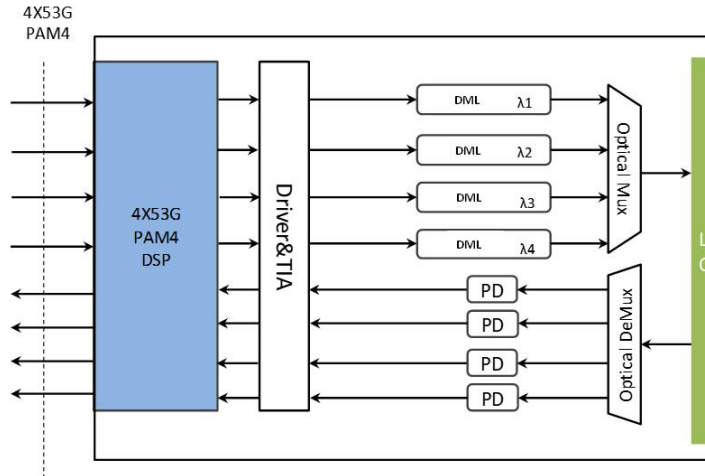 4X53G
PAM4
4X53G
PAM4
DSP
Driver&TIA
DML λ1
DML λ2
DML λ3
DML λ4
Optical Mux
PD
PD
PD
PD
Optical DeMux
L